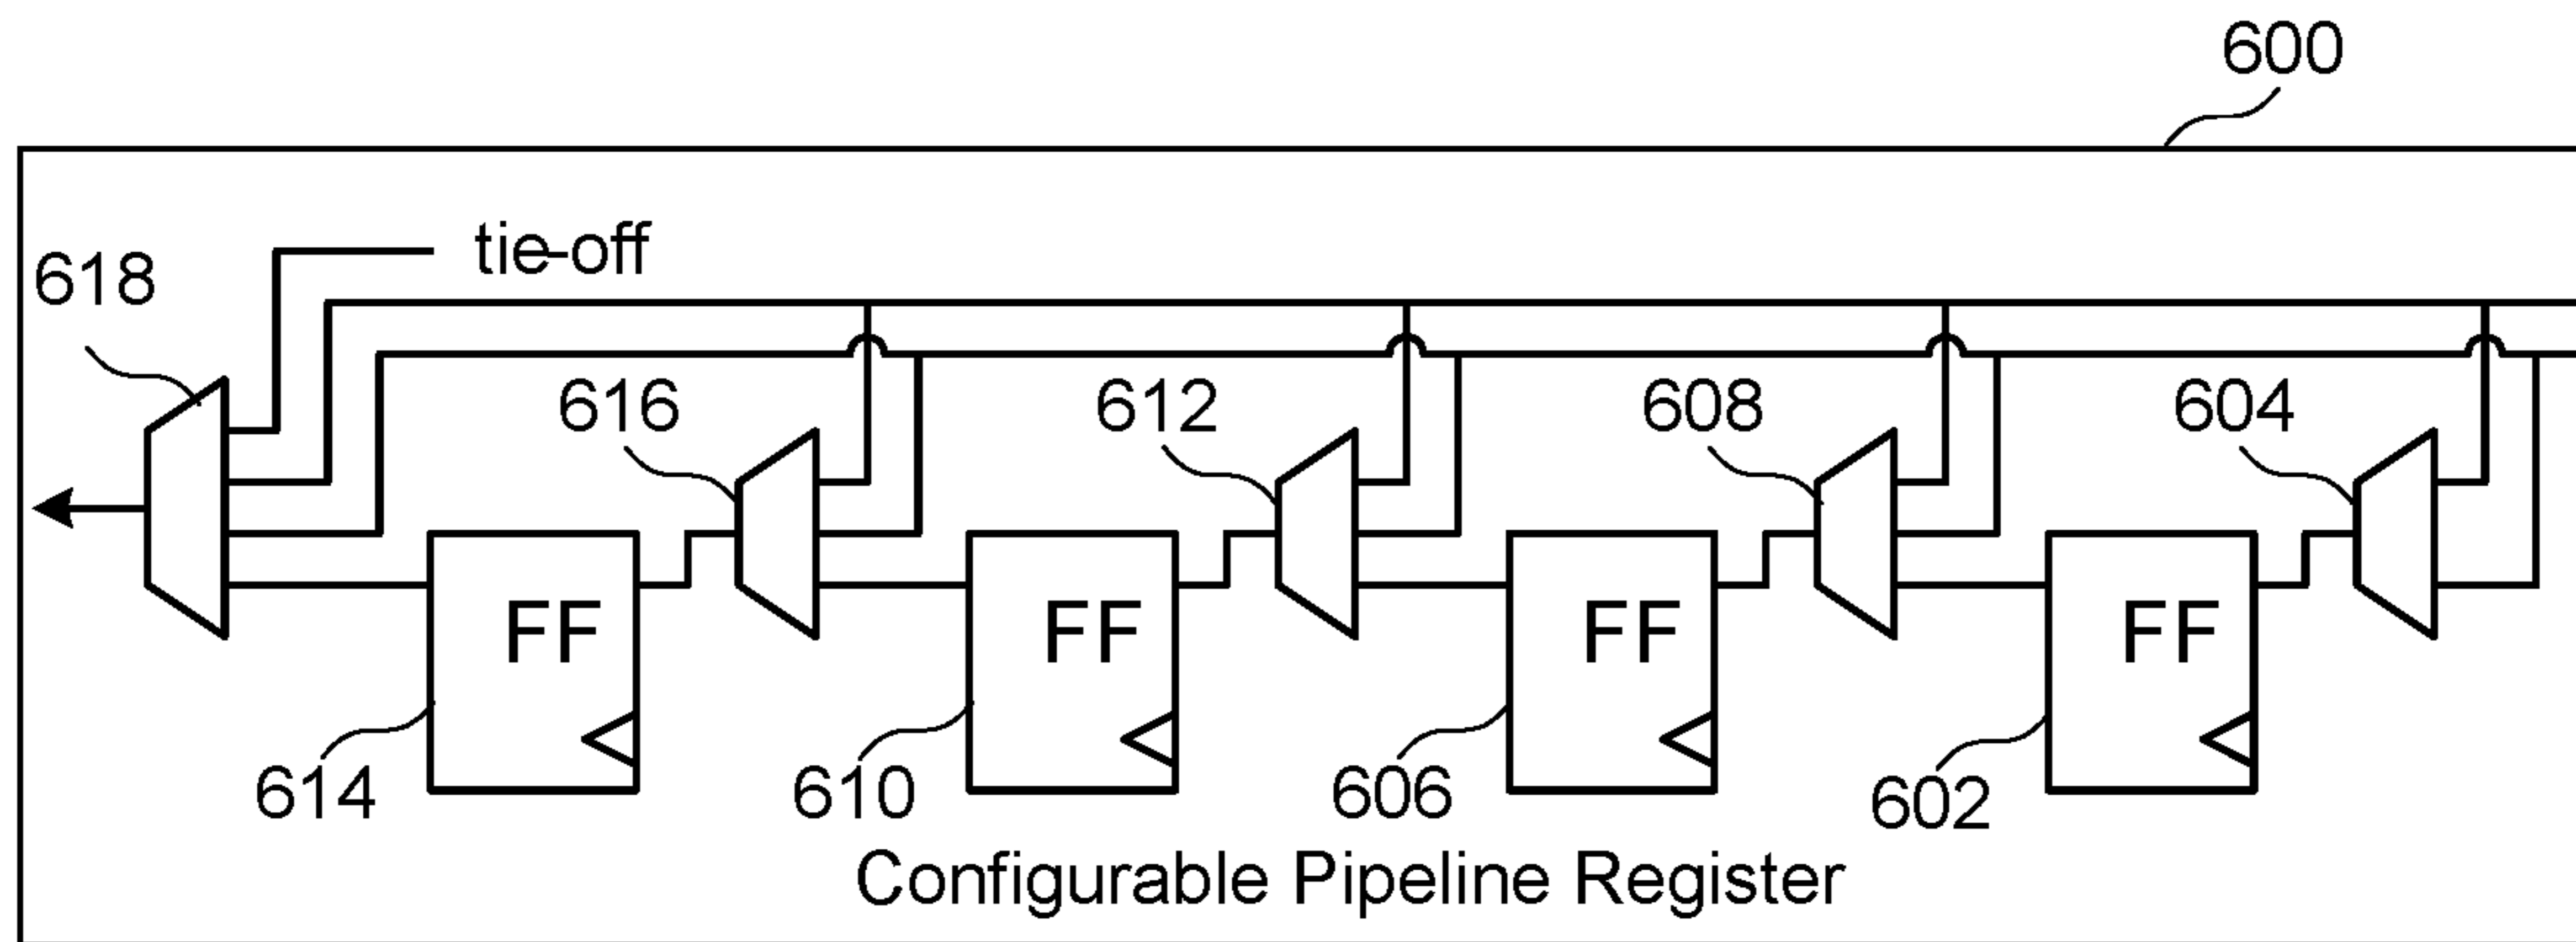 600
tie-off
618
616
612
608
604
FF
FF
FF
FF
614
610
606
602
Configurable Pipeline Register